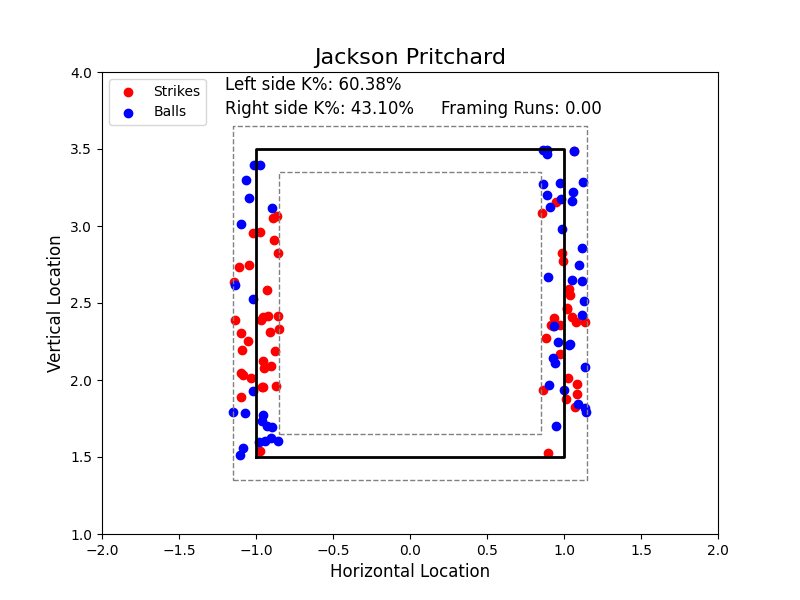 Jackson Pritchard
Strikes
Balls
Left side K%: 60.38%
Right side K%: 43.10%
Framing Runs: 0.00
Vertical Location
4.0
3.5
3.0
2.5
2.0
1.5
1.0
−2.0 −1.5 −1.0 −0.5 0.0 0.5 1.0 1.5 2.0
Horizontal Location